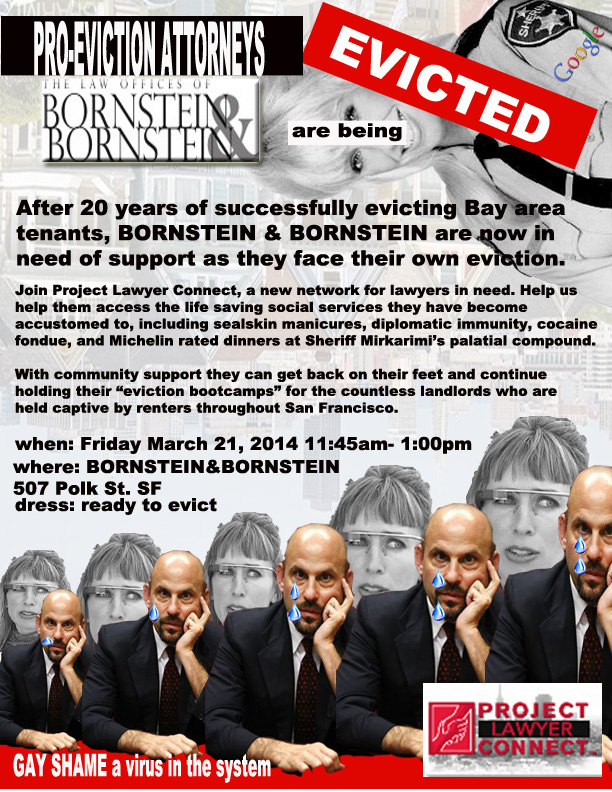 PRO-EVICTION ATTORNEYS
EVICTED
SHERIFF
Google
THE LAW OFFICES OF
BORNSTEIN &
BORNSTEIN
are being
After 20 years of successfully evicting Bay area
tenants, BORNSTEIN & BORNSTEIN are now in
need of support as they face their own eviction.
Join Project Lawyer Connect, a new network for lawyers in need. Help us
help them access the life saving social services they have become
accustomed to, including sealskin manicures, diplomatic immunity, cocaine
fondue, and Michelin rated dinners at Sheriff Mirkarimi’s palatial compound.
With community support they can get back on their feet and continue
holding their “eviction bootcamps” for the countless landlords who are
held captive by renters throughout San Francisco.
when: Friday March 21, 2014 11:45am- 1:00pm
where: BORNSTEIN&BORNSTEIN
507 Polk St. SF
dress: ready to evict
PROJECT
LAWYER
CONNECT
GAY SHAME a virus in the system